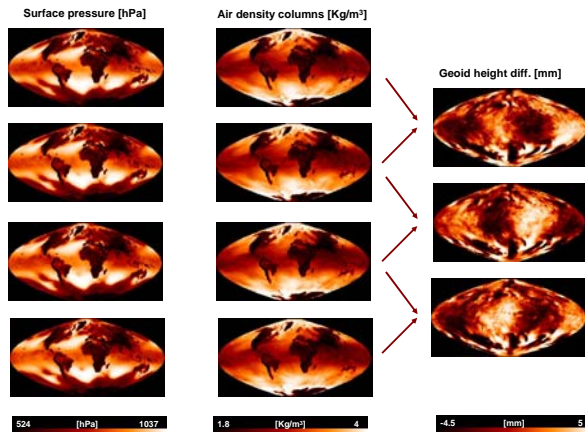 Surface pressure [hPa]
Air density columns [Kg/m³]
Geoid height diff. [mm]
524 [hPa] 1037
1.8 [Kg/m³] 4
-4.5 [mm] 5